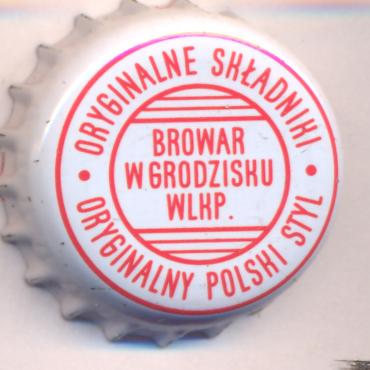 ORYGINALNE SKŁADNIKI
BROWAR
W GRODZISKU
WLKP.
ORYGINALNY POLSKI STYL